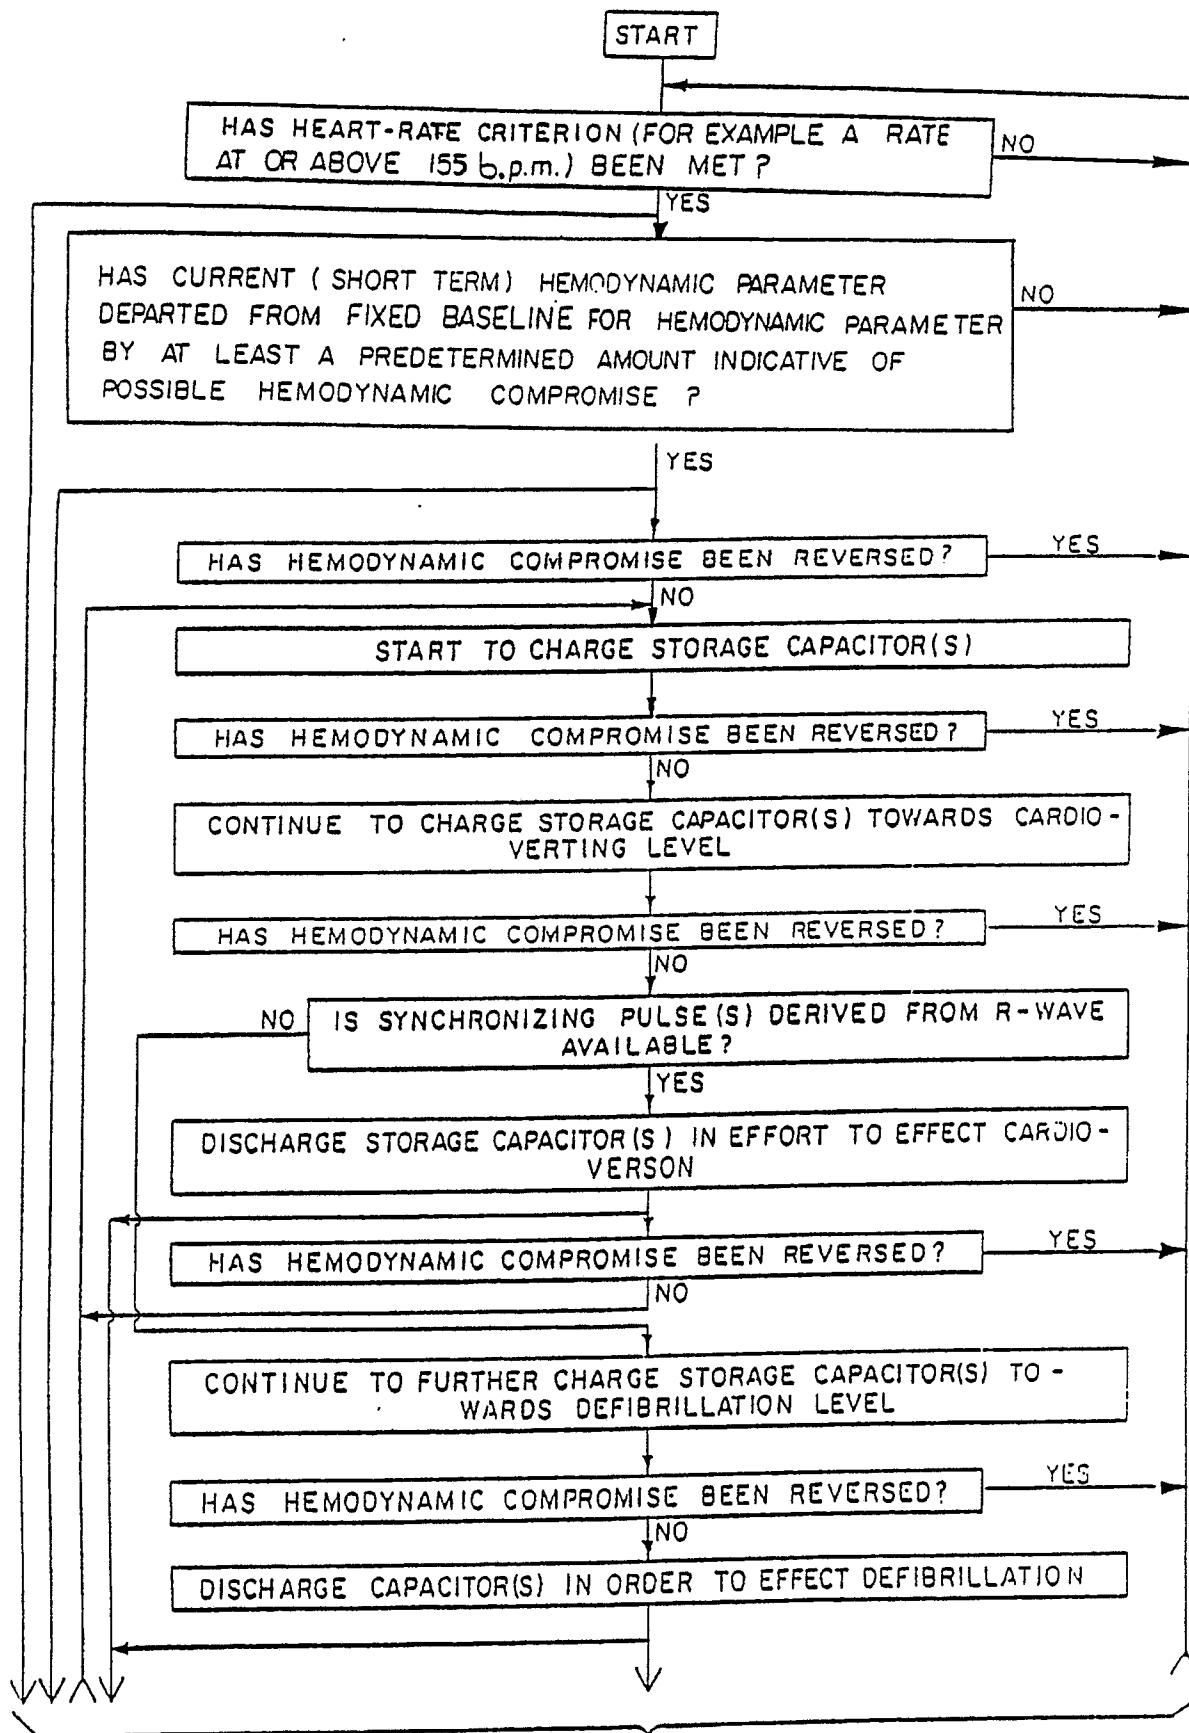 START
HAS HEART-RATE CRITERION (FOR EXAMPLE A RATE
AT OR ABOVE 155 b.p.m.) BEEN MET ?
NO
YES
HAS CURRENT ( SHORT TERM) HEMODYNAMIC PARAMETER
DEPARTED FROM FIXED BASELINE FOR HEMODYNAMIC PARAMETER
BY AT LEAST A PREDETERMINED AMOUNT INDICATIVE OF
POSSIBLE HEMODYNAMIC COMPROMISE ?
NO
YES
HAS HEMODYNAMIC COMPROMISE BEEN REVERSED?
YES
NO
START TO CHARGE STORAGE CAPACITOR(S)
HAS HEMODYNAMIC COMPROMISE BEEN REVERSED?
YES
NO
CONTINUE TO CHARGE STORAGE CAPACITOR(S) TOWARDS CARDIO-
VERTING LEVEL
HAS HEMODYNAMIC COMPROMISE BEEN REVERSED?
YES
NO
NO
IS SYNCHRONIZING PULSE(S) DERIVED FROM R-WAVE
AVAILABLE?
YES
DISCHARGE STORAGE CAPACITOR(S) IN EFFORT TO EFFECT CARDIO-
VERSON
HAS HEMODYNAMIC COMPROMISE BEEN REVERSED?
YES
NO
CONTINUE TO FURTHER CHARGE STORAGE CAPACITOR(S) TO-
WARDS DEFIBRILLATION LEVEL
HAS HEMODYNAMIC COMPROMISE BEEN REVERSED?
YES
NO
DISCHARGE CAPACITOR(S) IN ORDER TO EFFECT DEFIBRILLATION